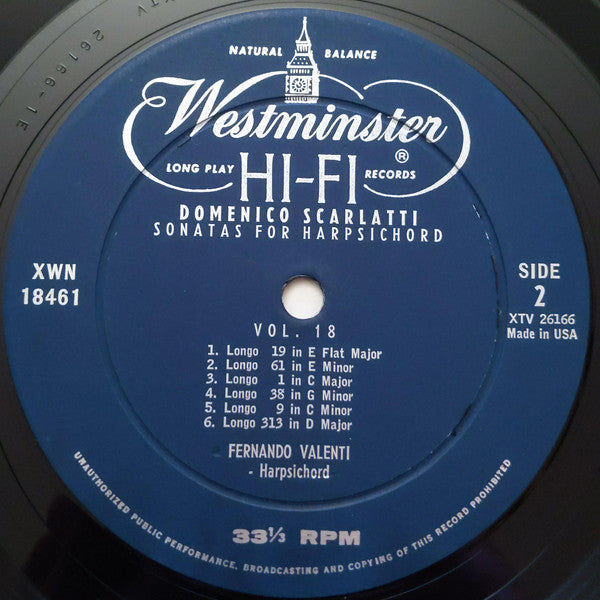 XTV 26166-1E
NATURAL BALANCE
Westminster ®
LONG PLAY HI-FI RECORDS
DOMENICO SCARLATTI
SONATAS FOR HARPSICHORD
XWN
18461
SIDE
2
XTV 26166
Made in USA
VOL. 18
1. Longo 19 in E Flat Major
2. Longo 61 in E Minor
3. Longo 1 in C Major
4. Longo 38 in G Minor
5. Longo 9 in C Minor
6. Longo 313 in D Major
FERNANDO VALENTI
- Harpsichord
33⅓ RPM
UNAUTHORIZED PUBLIC PERFORMANCE, BROADCASTING AND COPYING OF THIS RECORD PROHIBITED